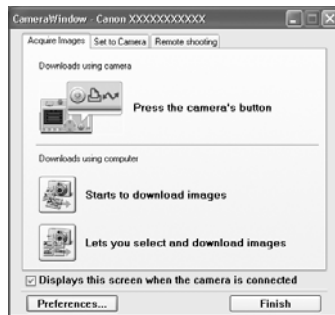 CameraWindow - Canon XXXXXXXXXXX
Acquire Images Set to Camera Remote shooting
Downloads using camera
Press the camera's button
Downloads using computer
Starts to download images
Lets you select and download images
Displays this screen when the camera is connected
Preferences... Finish